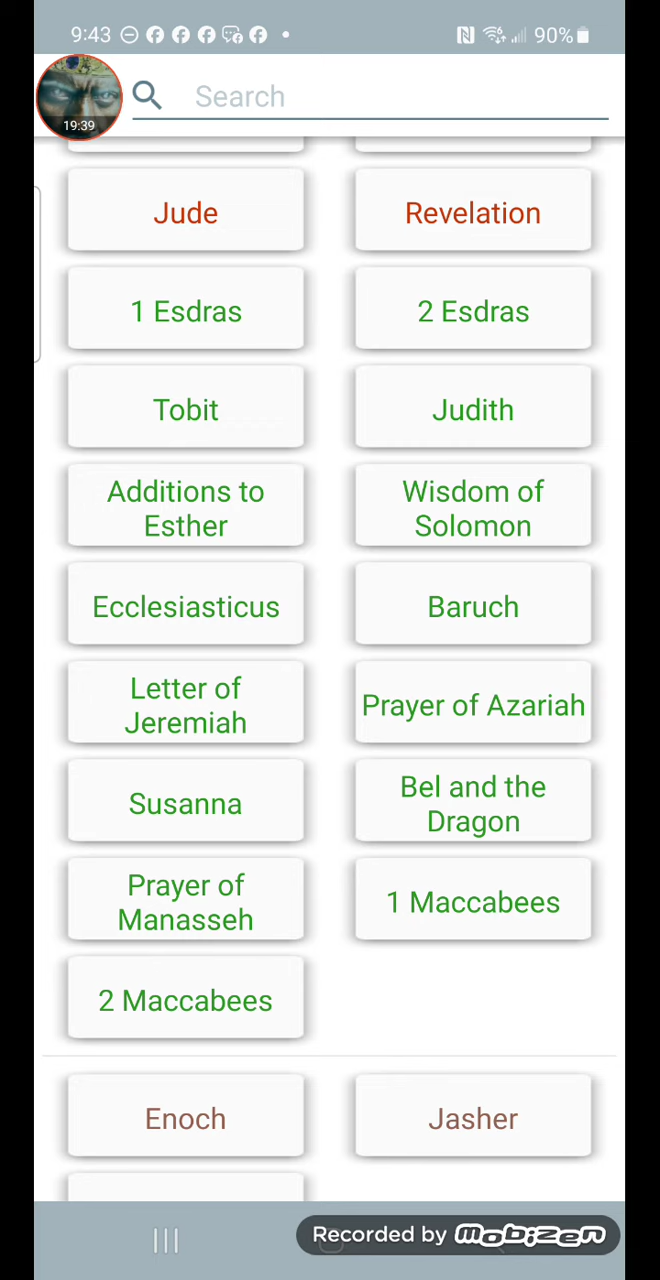 9:43
90%
19:39
Search
Jude
Revelation
1 Esdras
2 Esdras
Tobit
Judith
Additions to
Esther
Wisdom of
Solomon
Ecclesiasticus
Baruch
Letter of
Jeremiah
Prayer of Azariah
Susanna
Bel and the
Dragon
Prayer of
Manasseh
1 Maccabees
2 Maccabees
Enoch
Jasher
Recorded by mobizen